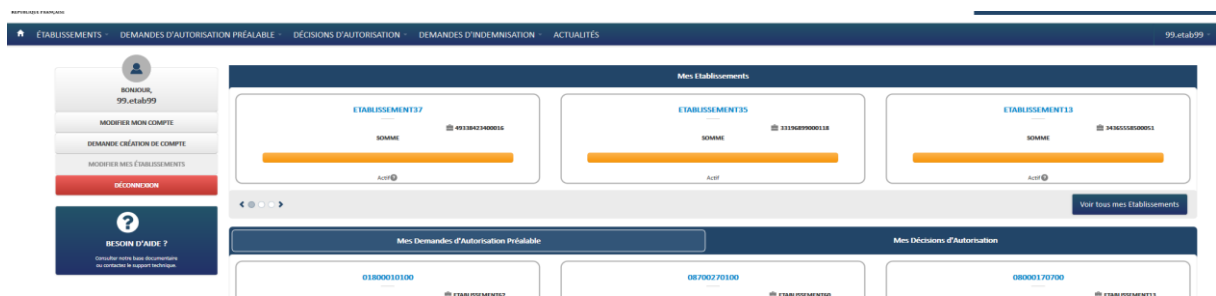 RÉPUBLIQUE FRANÇAISE
ÉTABLISSEMENTS DEMANDES D'AUTORISATION PRÉALABLE DÉCISIONS D'AUTORISATION DEMANDES D'INDEMNISATION ACTUALITÉS 99.etab99
BONJOUR,
99.etab99
MODIFIER MON COMPTE
DEMANDE CRÉATION DE COMPTE
MODIFIER MES ÉTABLISSEMENTS
DÉCONNEXION
BESOIN D'AIDE ?
Consulter notre base documentaire
ou contactez le support technique.
Mes Etablissements
ETABLISSEMENT37
49338423400016
SOMME
Actif
ETABLISSEMENT35
33196899000118
SOMME
Actif
ETABLISSEMENT13
34365558500051
SOMME
Actif
Voir tous mes Etablissements
Mes Demandes d'Autorisation Préalable Mes Décisions d'Autorisation
01800010100
ETABLISSEMENT62
08700270100
ETABLISSEMENT60
08000170700
ETABLISSEMENT13